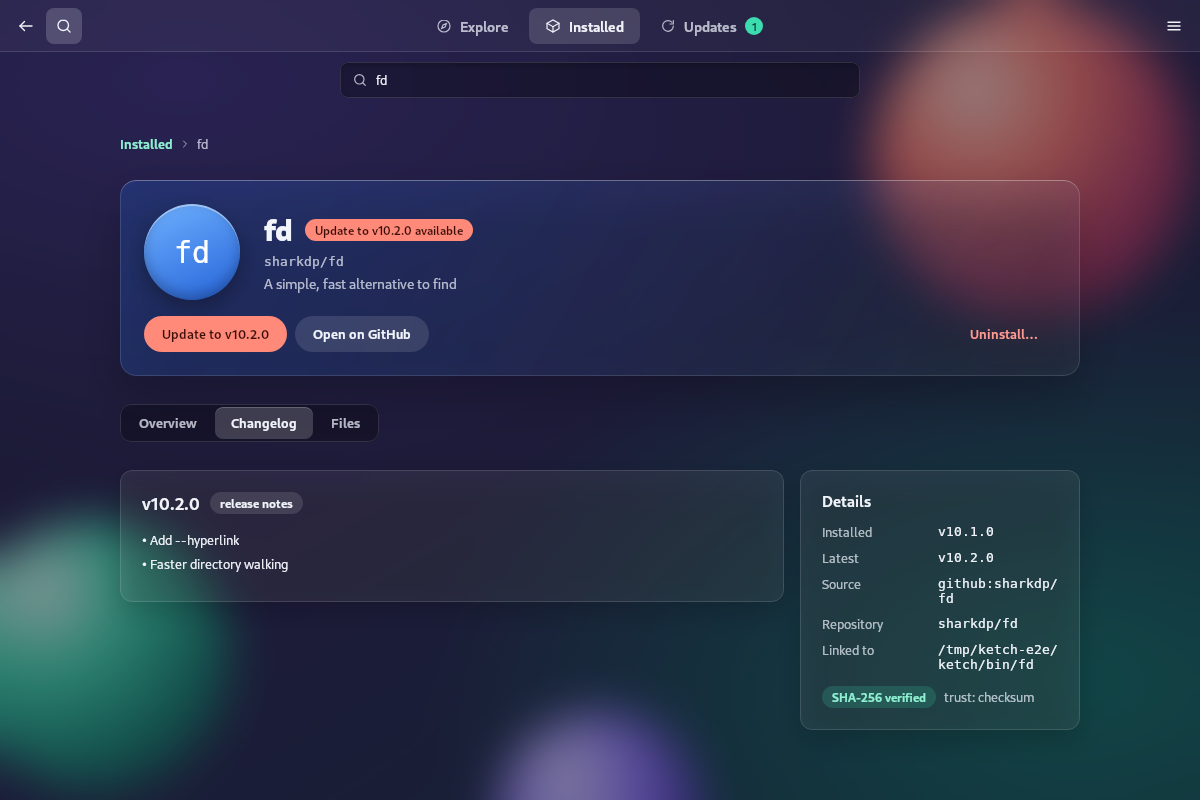 Explore
Installed
Updates 1
fd
Installed > fd
fd
fd Update to v10.2.0 available
sharkdp/fd
A simple, fast alternative to find
Update to v10.2.0
Open on GitHub
Uninstall...
Overview
Changelog
Files
v10.2.0 release notes
• Add --hyperlink
• Faster directory walking
Details
Installed v10.1.0
Latest v10.2.0
Source github:sharkdp/
fd
Repository sharkdp/fd
Linked to /tmp/ketch-e2e/
ketch/bin/fd
SHA-256 verified trust: checksum